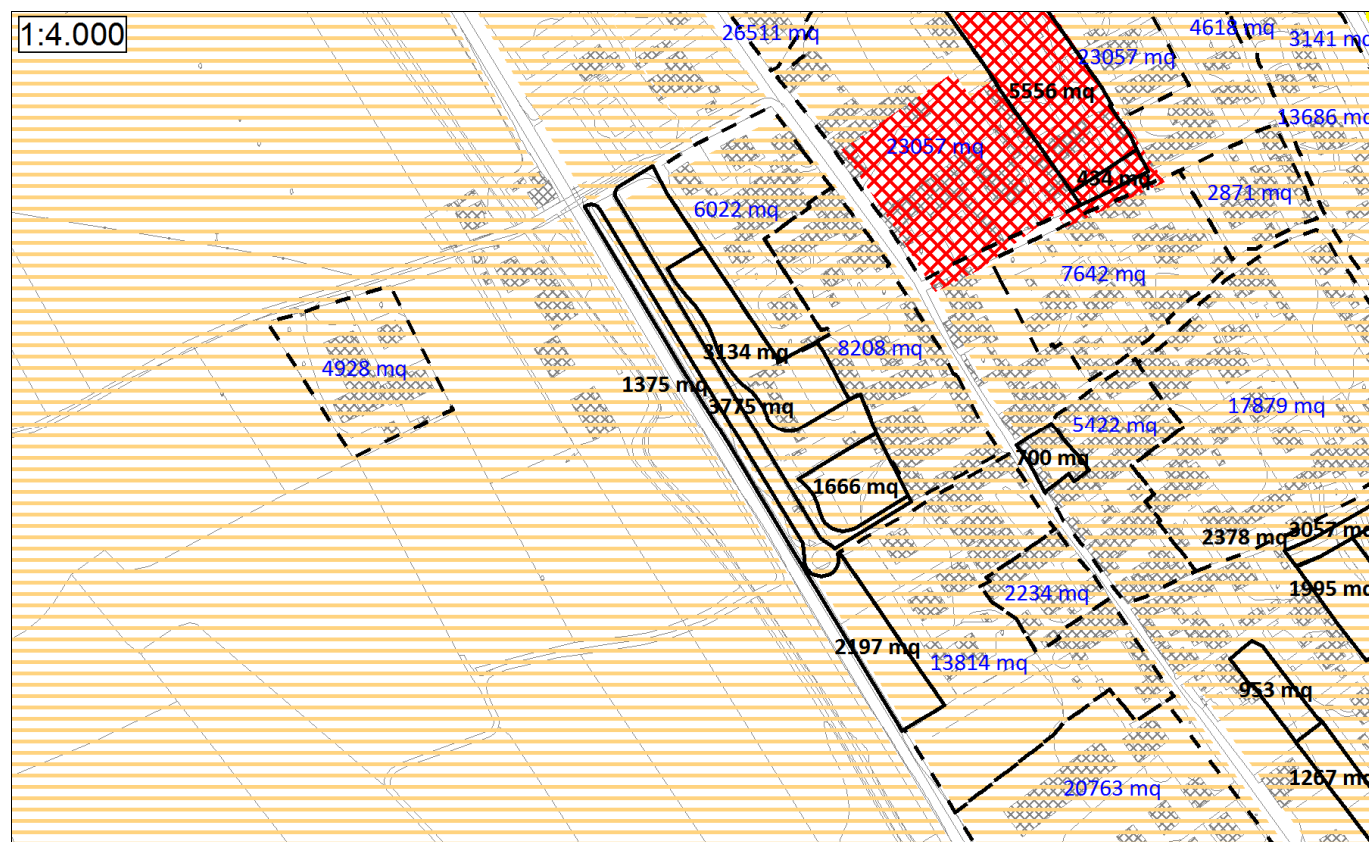 1:4.000
26511 mq
4618 mq
3141 mq
23057 mq
5556 mq
13686 mq
23057 mq
434 mq
2871 mq
6022 mq
7642 mq
8208 mq
3134 mq
4928 mq
1375 mq
3775 mq
17879 mq
5422 mq
700 mq
1666 mq
3057 mq
2378 mq
1995 mq
2234 mq
2197 mq
13814 mq
953 mq
1267 mq
20763 mq